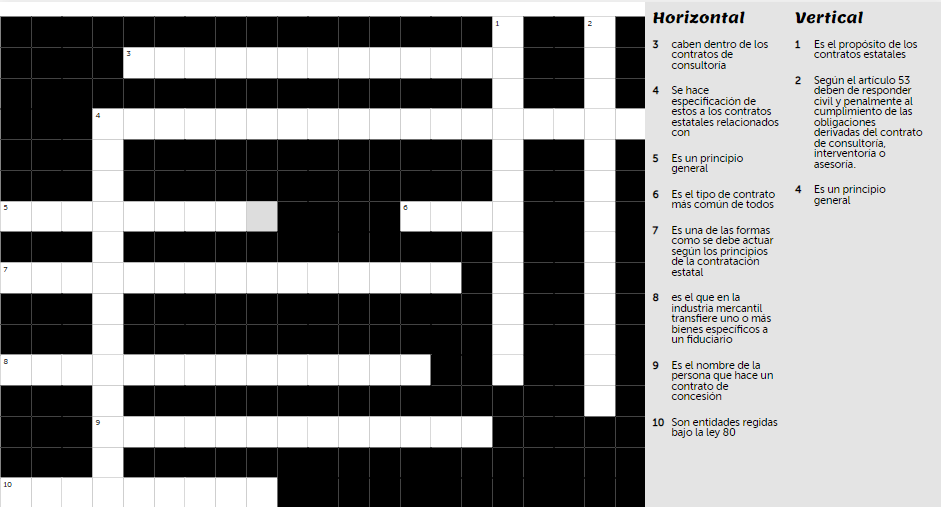 1
2
3
4
5
6
7
8
9
10
Horizontal
3 caben dentro de los
contratos de
consultoría
4 Se hace
especificación de
estos a los contratos
estatales relacionados
con
5 Es un principio
general
6 Es el tipo de contrato
más común de todos
7 Es una de las formas
como se debe actuar
según los principios
de la contratación
estatal
8 es el que en la
industria mercantil
transfiere uno o más
bienes específicos a
un fiduciario
9 Es el nombre de la
persona que hace un
contrato de
concesión
10 Son entidades regidas
bajo la ley 80
Vertical
1 Es el propósito de los
contratos estatales
2 Según el artículo 53
deben de responder
civil y penalmente al
cumplimiento de las
obligaciones
derivadas del contrato
de consultoría,
interventoría o
asesoría.
4 Es un principio
general